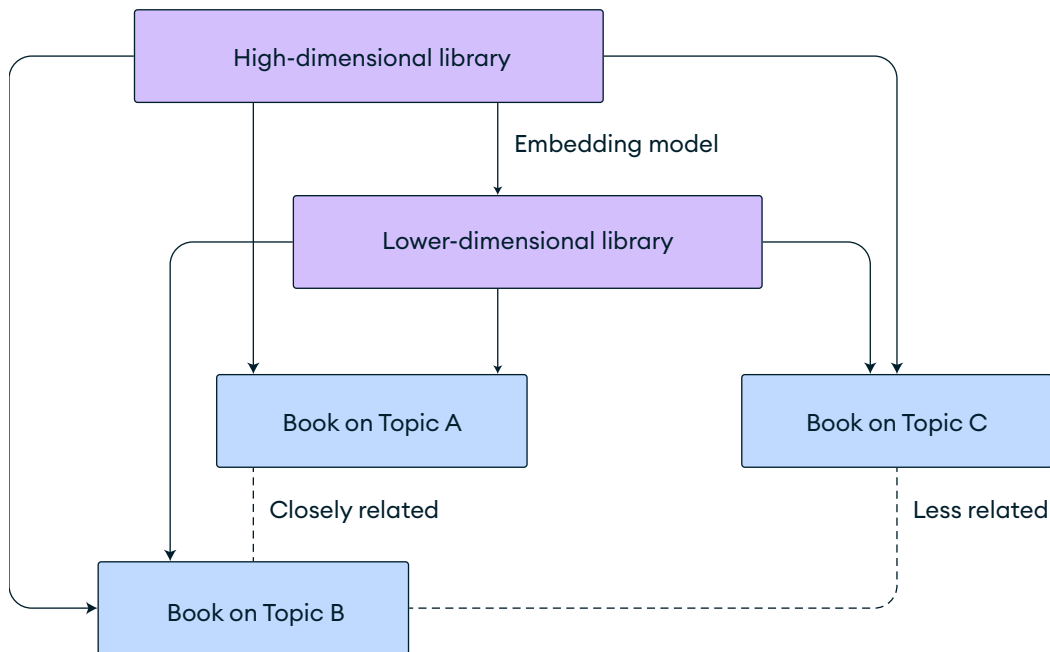 High-dimensional library
Embedding model
Lower-dimensional library
Book on Topic A
Book on Topic C
Closely related
Less related
Book on Topic B